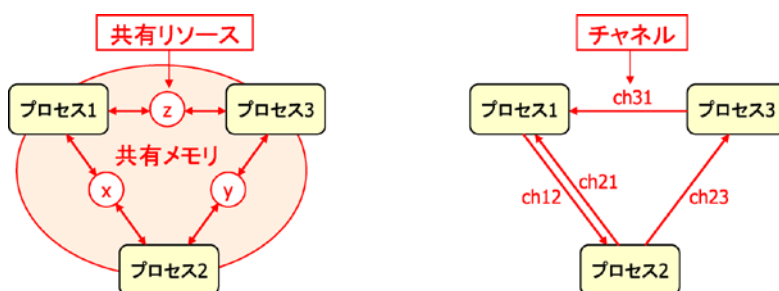 共有リソース
プロセス1
z
プロセス3
共有メモリ
x
y
プロセス2
チャネル
プロセス1
ch31
プロセス3
ch21
ch12
ch23
プロセス2